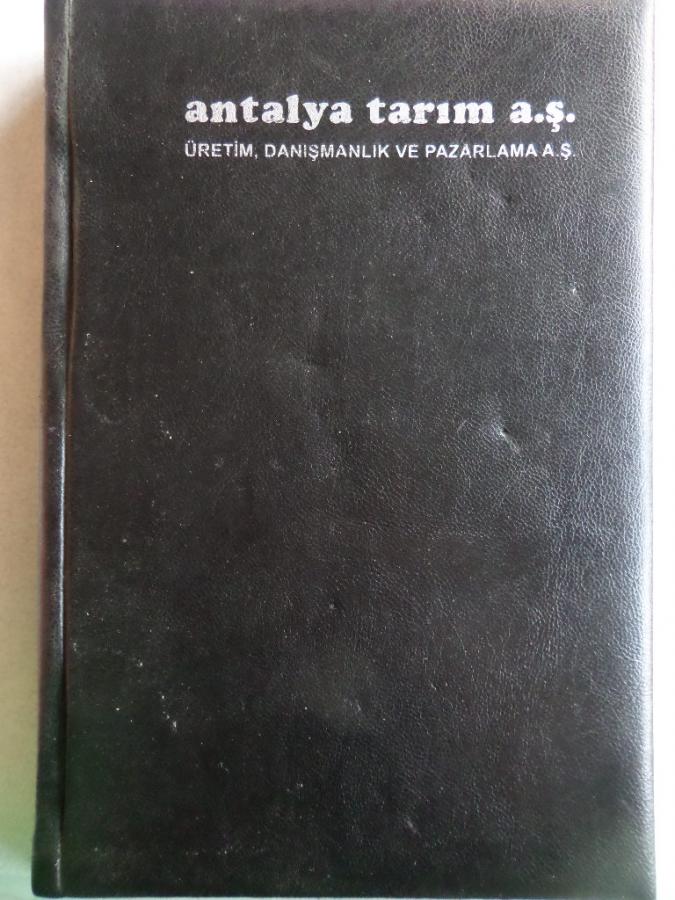 antalya tarım a.ş.
ÜRETİM, DANIŞMANLIK VE PAZARLAMA A.Ş.